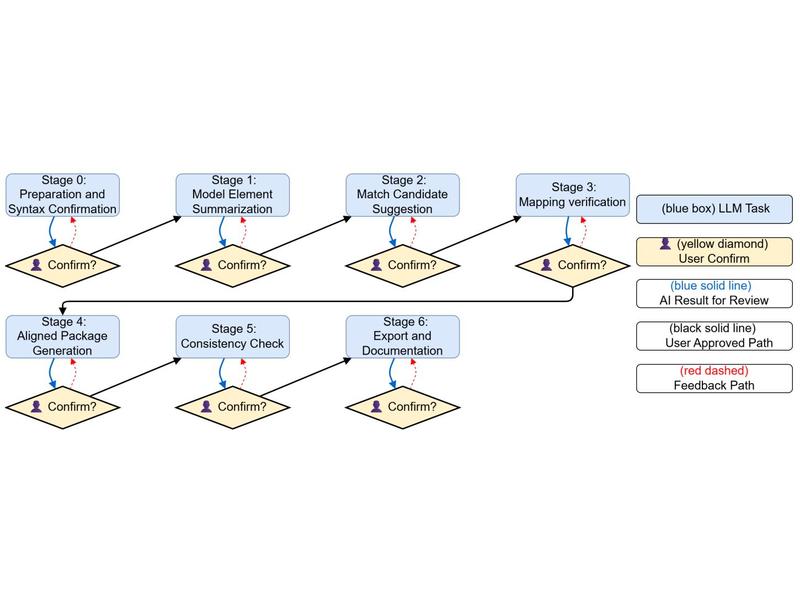 Stage 0:
Preparation and
Syntax Confirmation
Confirm?
Stage 1:
Model Element
Summarization
Confirm?
Stage 2:
Match Candidate
Suggestion
Confirm?
Stage 3:
Mapping verification
Confirm?
Stage 4:
Aligned Package
Generation
Confirm?
Stage 5:
Consistency Check
Confirm?
Stage 6:
Export and
Documentation
Confirm?
(blue box) LLM Task
(yellow diamond)
User Confirm
(blue solid line)
AI Result for Review
(black solid line)
User Approved Path
(red dashed)
Feedback Path